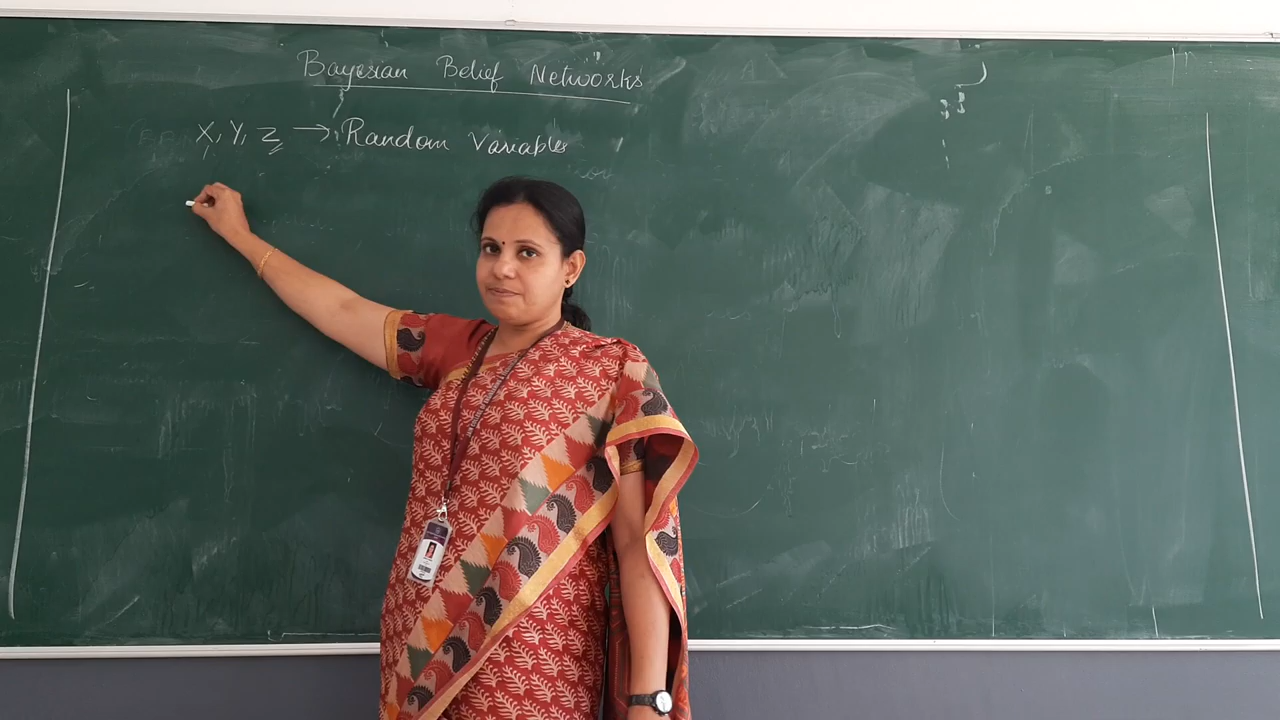 Bayesian Belief Networks
X, Y, Z → Random Variables